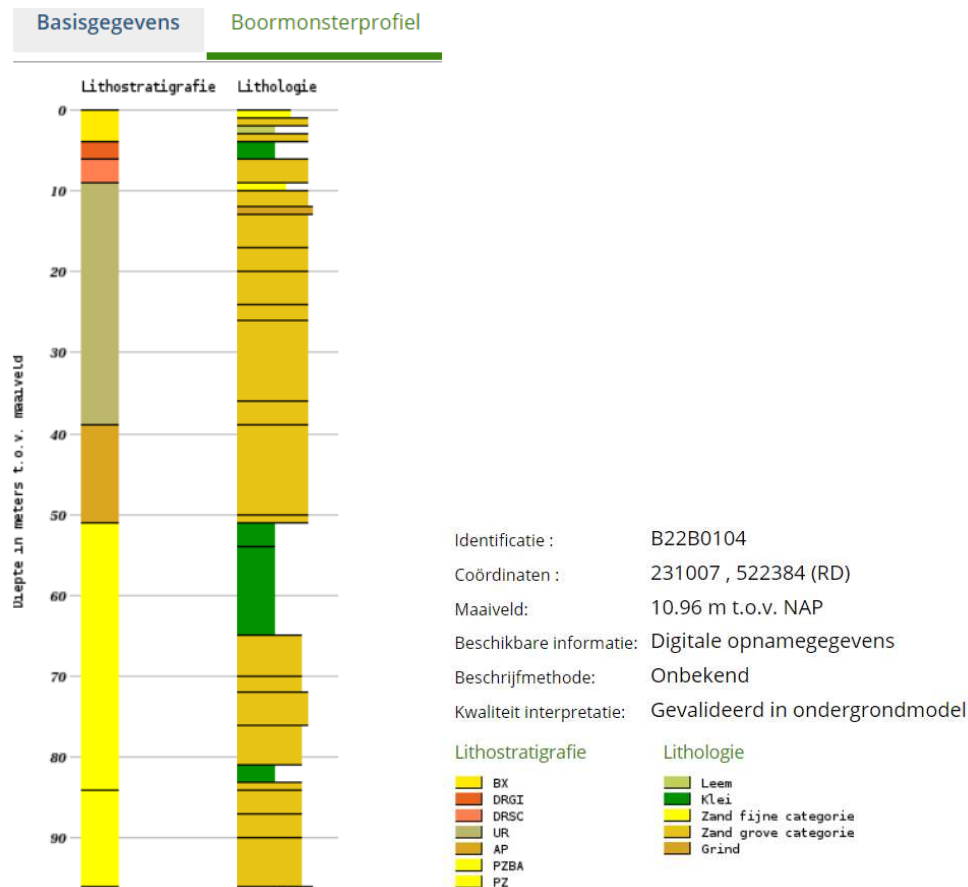 Basisgegevens Boormonsterprofiel
Lithostratigrafie Lithologie
0
10
20
30
40
50
60
70
80
90
Diepte in meters t.o.v. maaiveld
Identificatie : B22B0104
Coördinaten : 231007 , 522384 (RD)
Maaiveld: 10.96 m t.o.v. NAP
Beschikbare informatie: Digitale opnamegegevens
Beschrijfmethode: Onbekend
Kwaliteit interpretatie: Gevalideerd in ondergrondmodel
Lithostratigrafie Lithologie
BX Leem
DRGI Klei
DRSC Zand fijne categorie
UR Zand grove categorie
AP Grind
PZBA
PZ